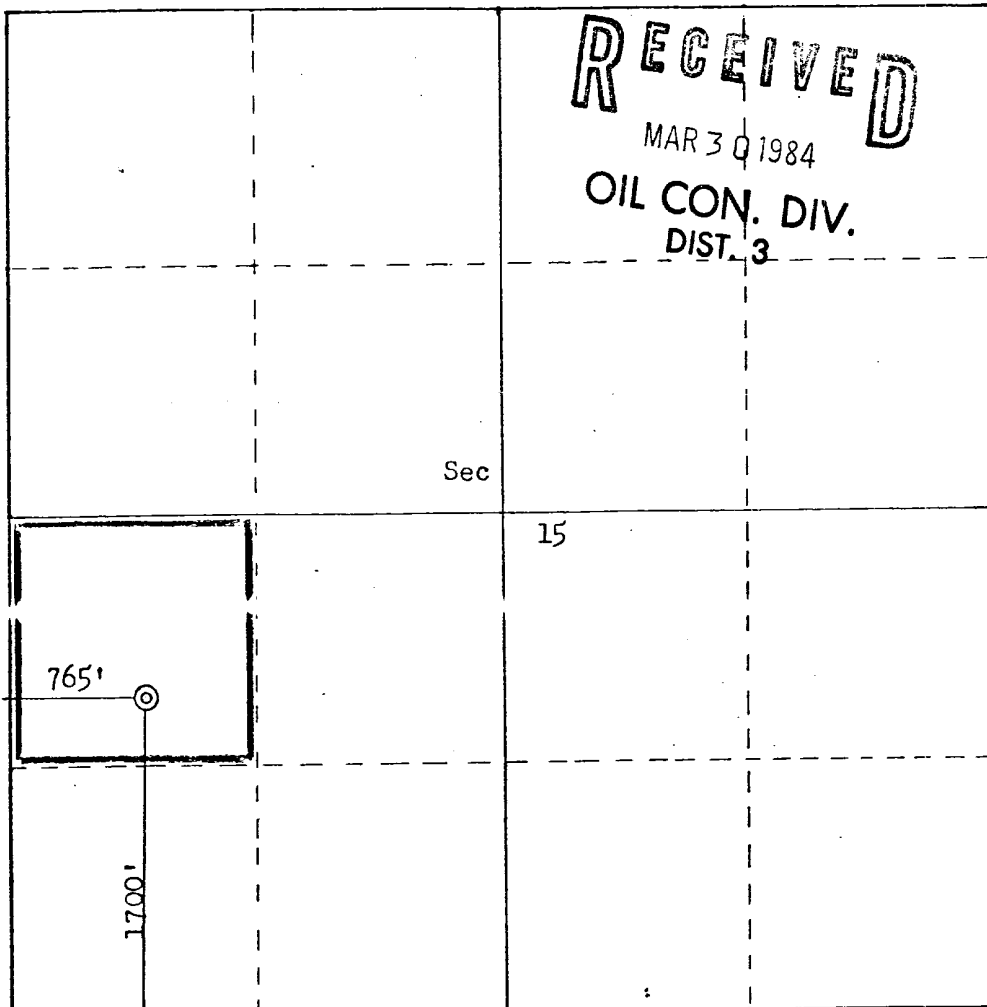 RECEIVED
MAR 30 1984
OIL CON. DIV.
DIST. 3
Sec
15
765'
1700'